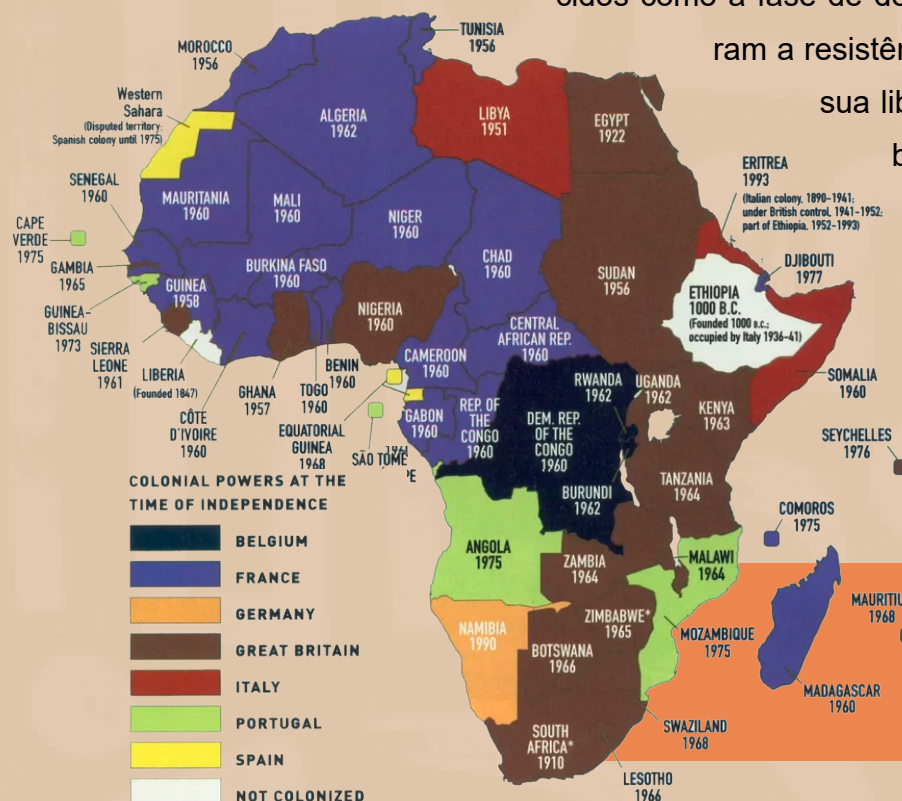 cidos como a fase de de
ram a resistên
sua lib
b
TUNISIA
1956
MOROCCO
1956
Western
Sahara
(Disputed territory;
Spanish colony until 1975)
ALGERIA
1962
LIBYA
1951
EGYPT
1922
SENEGAL
1960
MAURITANIA
1960
MALI
1960
NIGER
1960
CHAD
1960
SUDAN
1956
ERITREA
1993
(Italian colony, 1890-1941;
under British control, 1941-1952;
part of Ethiopia, 1952-1993)
DJIBOUTI
1977
ETHIOPIA
1000 B.C.
(Founded 1000 B.C.;
occupied by Italy 1936-41)
SOMALIA
1960
CAPE
VERDE
1975
GAMBIA
1965
GUINEA-
BISSAU
1973
GUINEA
1958
SIERRA
LEONE
1961
LIBERIA
(Founded 1847)
CÔTE
D'IVOIRE
1960
BURKINA FASO
1960
GHANA
1957
TOGO
1960
BENIN
1960
NIGERIA
1960
CAMEROON
1960
CENTRAL
AFRICAN REP.
1960
EQUATORIAL
GUINEA
1968
SÃO TOMÉ
GABON
1960
REP. OF
THE
CONGO
1960
DEM. REP.
OF THE
CONGO
1960
RWANDA
1962
UGANDA
1962
KENYA
1963
BURUNDI
1962
TANZANIA
1964
SEYCHELLES
1976
COMOROS
1975
ANGOLA
1975
ZAMBIA
1964
MALAWI
1964
NAMIBIA
1990
ZIMBABWE*
1965
BOTSWANA
1966
MOZAMBIQUE
1975
MAURITIU
1968
MADAGASCAR
1960
SWAZILAND
1968
SOUTH
AFRICA*
1910
LESOTHO
1966
COLONIAL POWERS AT THE
TIME OF INDEPENDENCE
BELGIUM
FRANCE
GERMANY
GREAT BRITAIN
ITALY
PORTUGAL
SPAIN
NOT COLONIZED